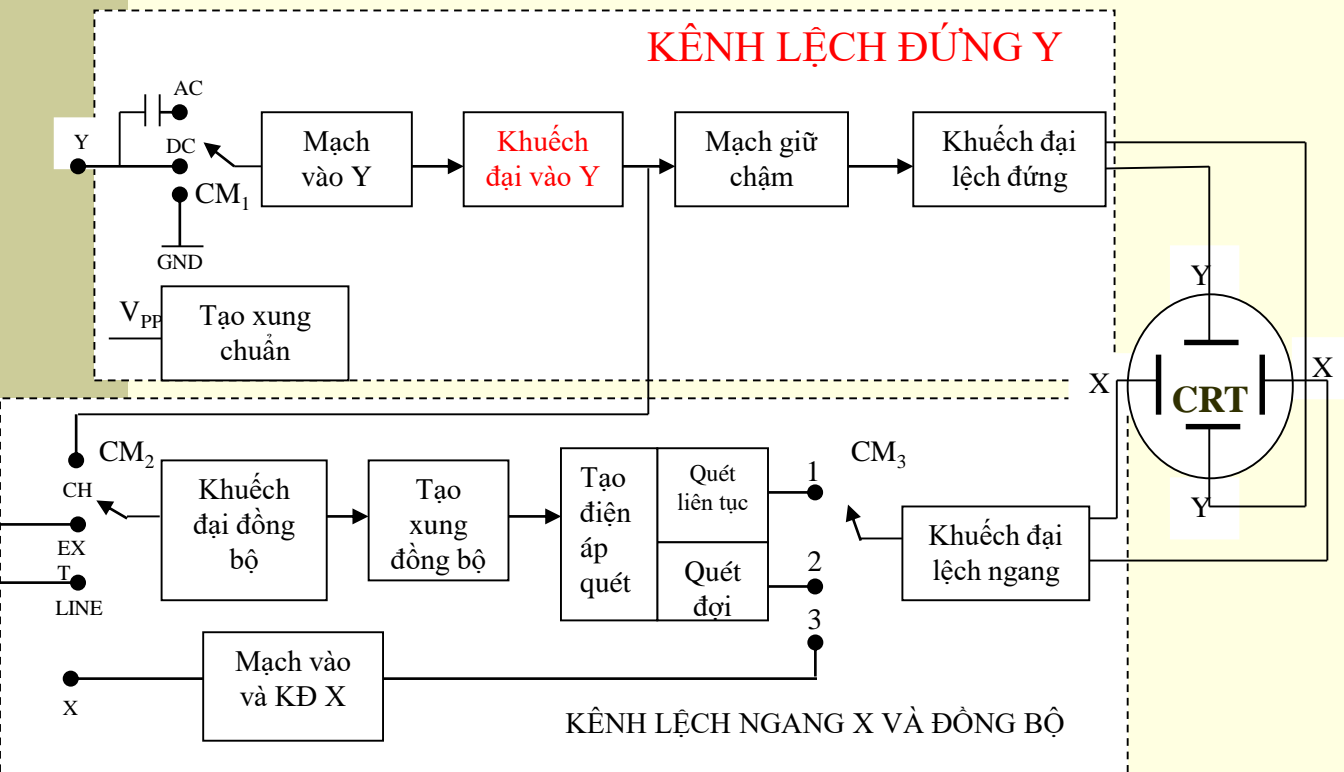 KÊNH LỆCH ĐỨNG Y
AC
Y
DC
CM1
GND
Mạch
vào Y
Khuếch
đại vào Y
Mạch giữ
chậm
Khuếch đại
lệch đứng
VPP
Tạo xung
chuẩn
Y
X
CRT
X
Y
CM2
CH
EX
T
LINE
Khuếch
đại đồng
bộ
Tạo
xung
đồng bộ
Tạo
điện
áp
quét
Quét
liên tục
Quét
đợi
1
2
3
CM3
Khuếch đại
lệch ngang
X
Mạch vào
và KĐ X
KÊNH LỆCH NGANG X VÀ ĐỒNG BỘ